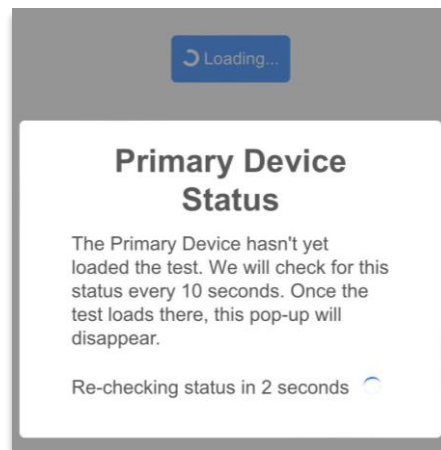 Loading...
Primary Device
Status
The Primary Device hasn't yet
loaded the test. We will check for this
status every 10 seconds. Once the
test loads there, this pop-up will
disappear.
Re-checking status in 2 seconds